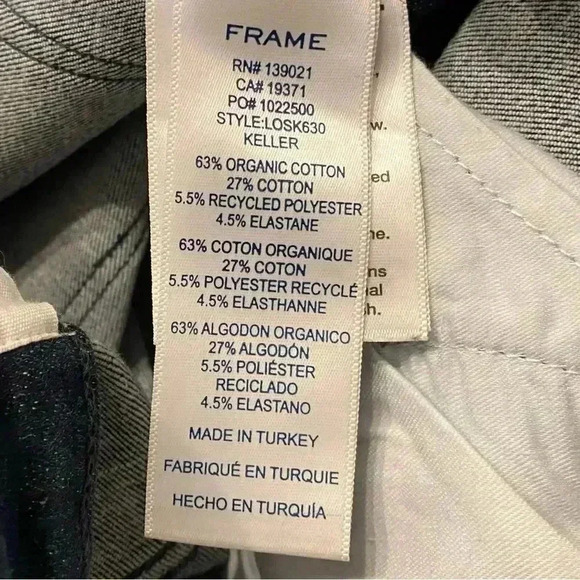 FRAME
RN# 139021
CA# 19371
PO# 1022500
STYLE:LOSK630
KELLER
63% ORGANIC COTTON
27% COTTON
5.5% RECYCLED POLYESTER
4.5% ELASTANE
63% COTON ORGANIQUE
27% COTON
5.5% POLYESTER RECYCLÉ
4.5% ELASTHANNE
63% ALGODON ORGANICO
27% ALGODÓN
5.5% POLIÉSTER
RECICLADO
4.5% ELASTANO
MADE IN TURKEY
FABRIQUÉ EN TURQUIE
HECHO EN TURQUÍA